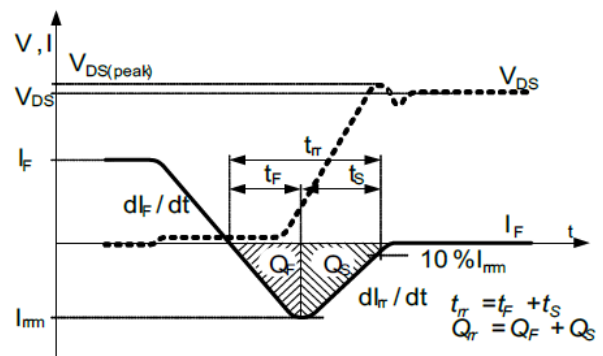 V, I
V_DS(peak)
V_DS
V_DS
t_rr
I_F
t_F
t_S
dI_F / dt
I_F
t
Q_F
Q_S
10 % I_rrm
dI_rr / dt
I_rrm
t_rr = t_F + t_S
Q_rr = Q_F + Q_S